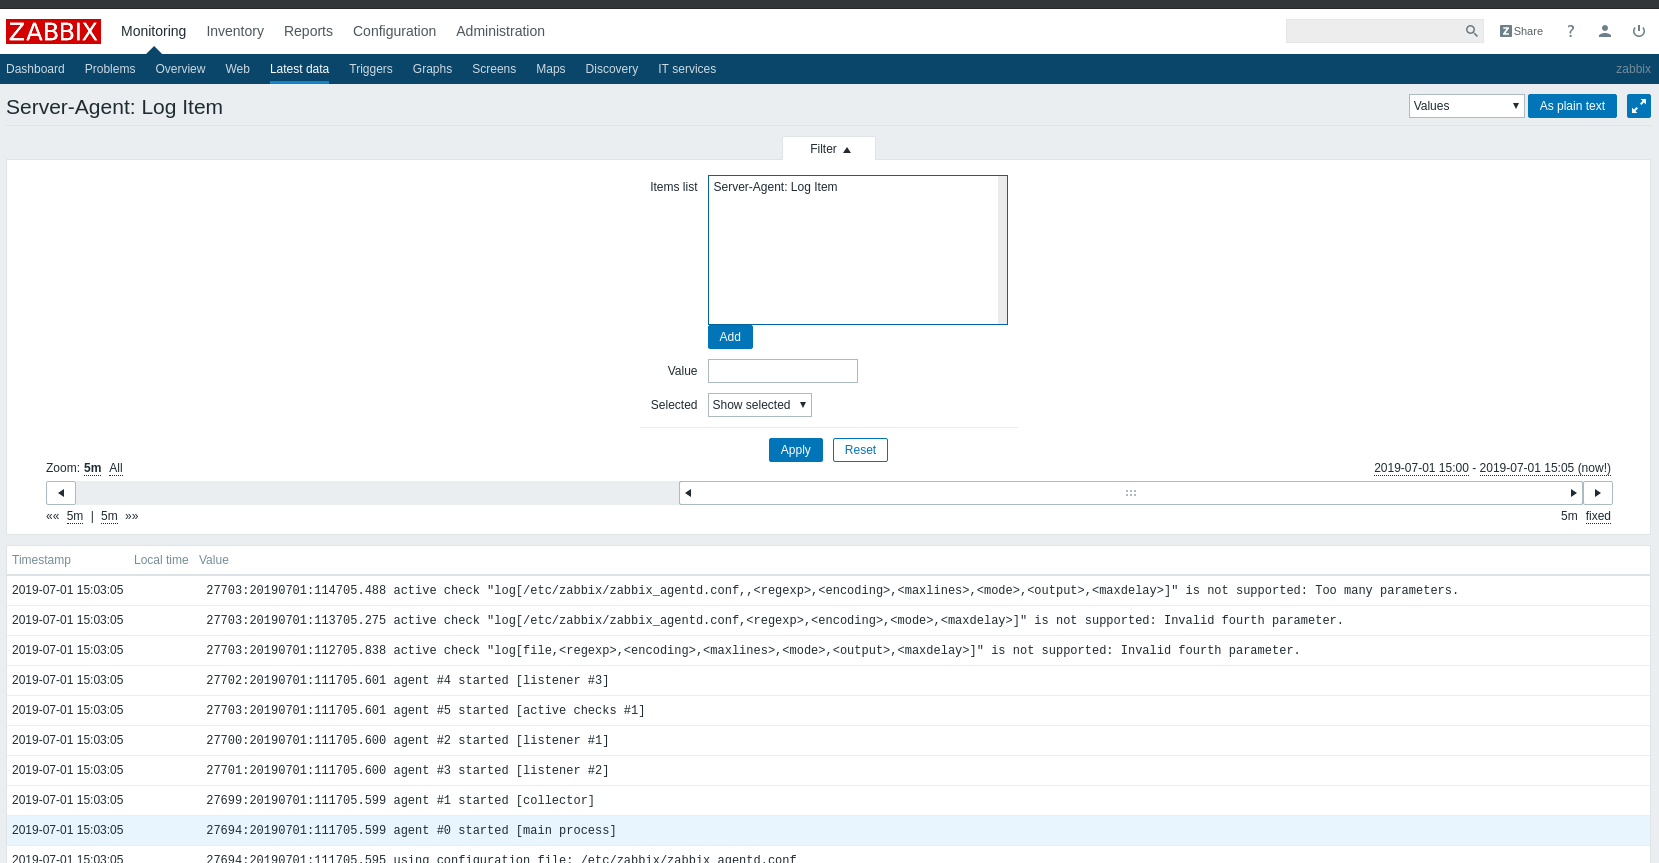 ZABBIX Monitoring Inventory Reports Configuration Administration Z Share ?
Dashboard Problems Overview Web Latest data Triggers Graphs Screens Maps Discovery IT services zabbix
Server-Agent: Log Item Values As plain text
Filter
Items list Server-Agent: Log Item
Add
Value
Selected Show selected
Apply Reset
Zoom: 5m All 2019-07-01 15:00 - 2019-07-01 15:05 (now!)
«« 5m | 5m »» 5m fixed
Timestamp Local time Value
2019-07-01 15:03:05 27703:20190701:114705.488 active check "log[/etc/zabbix/zabbix_agentd.conf,,<regexp>,<encoding>,<maxlines>,<mode>,<output>,<maxdelay>]" is not supported: Too many parameters.
2019-07-01 15:03:05 27703:20190701:113705.275 active check "log[/etc/zabbix/zabbix_agentd.conf,<regexp>,<encoding>,<mode>,<maxdelay>]" is not supported: Invalid fourth parameter.
2019-07-01 15:03:05 27703:20190701:112705.838 active check "log[file,<regexp>,<encoding>,<maxlines>,<mode>,<output>,<maxdelay>]" is not supported: Invalid fourth parameter.
2019-07-01 15:03:05 27702:20190701:111705.601 agent #4 started [listener #3]
2019-07-01 15:03:05 27703:20190701:111705.601 agent #5 started [active checks #1]
2019-07-01 15:03:05 27700:20190701:111705.600 agent #2 started [listener #1]
2019-07-01 15:03:05 27701:20190701:111705.600 agent #3 started [listener #2]
2019-07-01 15:03:05 27699:20190701:111705.599 agent #1 started [collector]
2019-07-01 15:03:05 27694:20190701:111705.599 agent #0 started [main process]
2019-07-01 15:03:05 27694:20190701:111705.595 using configuration file: /etc/zabbix/zabbix_agentd.conf